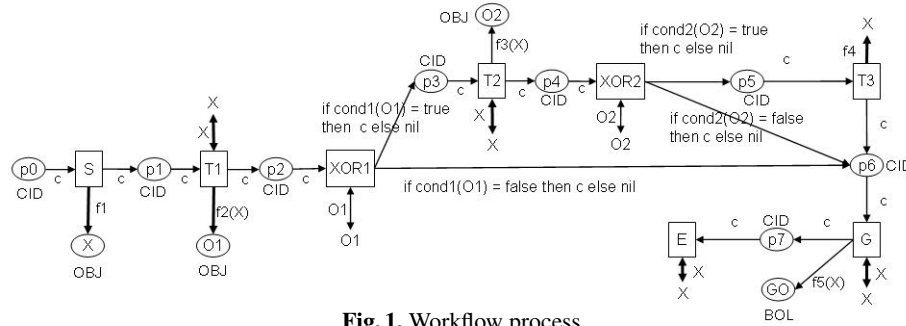 OBJ O2 X
if cond2(O2) = true
then c else nil
f3(X) f4
CID c
p3 T2 p4 XOR2 p5 T3
c c c
CID CID
if cond1(O1) = true
then c else nil
X X
X O2 O2
if cond2(O2) = false
then c else nil
c
p0 S p1 T1 p2 XOR1 p6 CID
c c c c c
CID CID CID
if cond1(O1) = false then c else nil
f1 f2(X) O1 O1
c
X O1
OBJ OBJ
CID
E c p7 c G
X X f5(X) X X
GO
BOL
Fig. 1. Workflow process